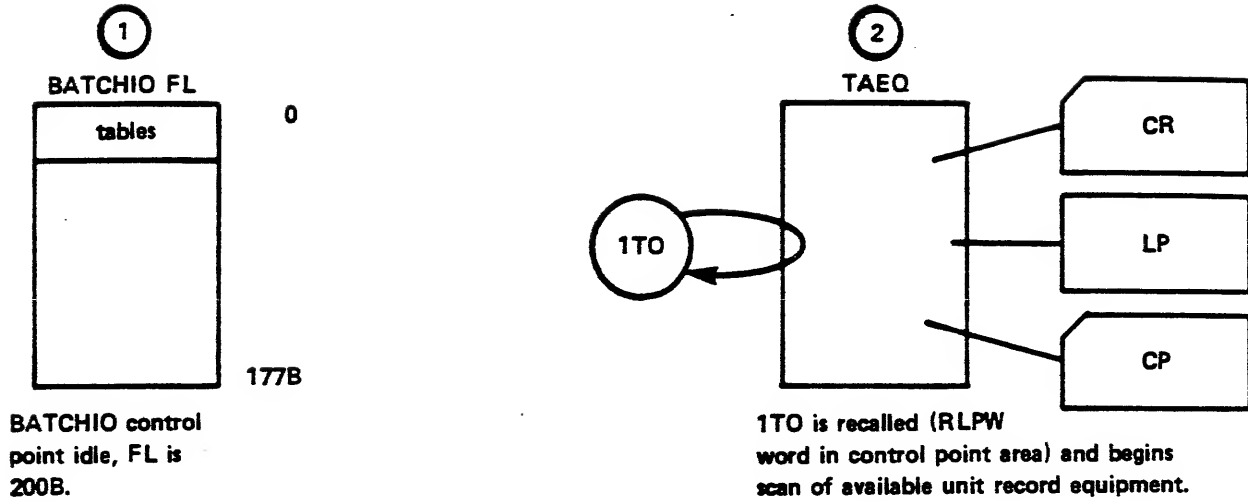 1
BATCHIO FL
tables
0
177B
BATCHIO control
point idle, FL is
200B.
2
TAEQ
1TO
CR
LP
CP
1TO is recalled (RLPW
word in control point area) and begins
scan of available unit record equipment.